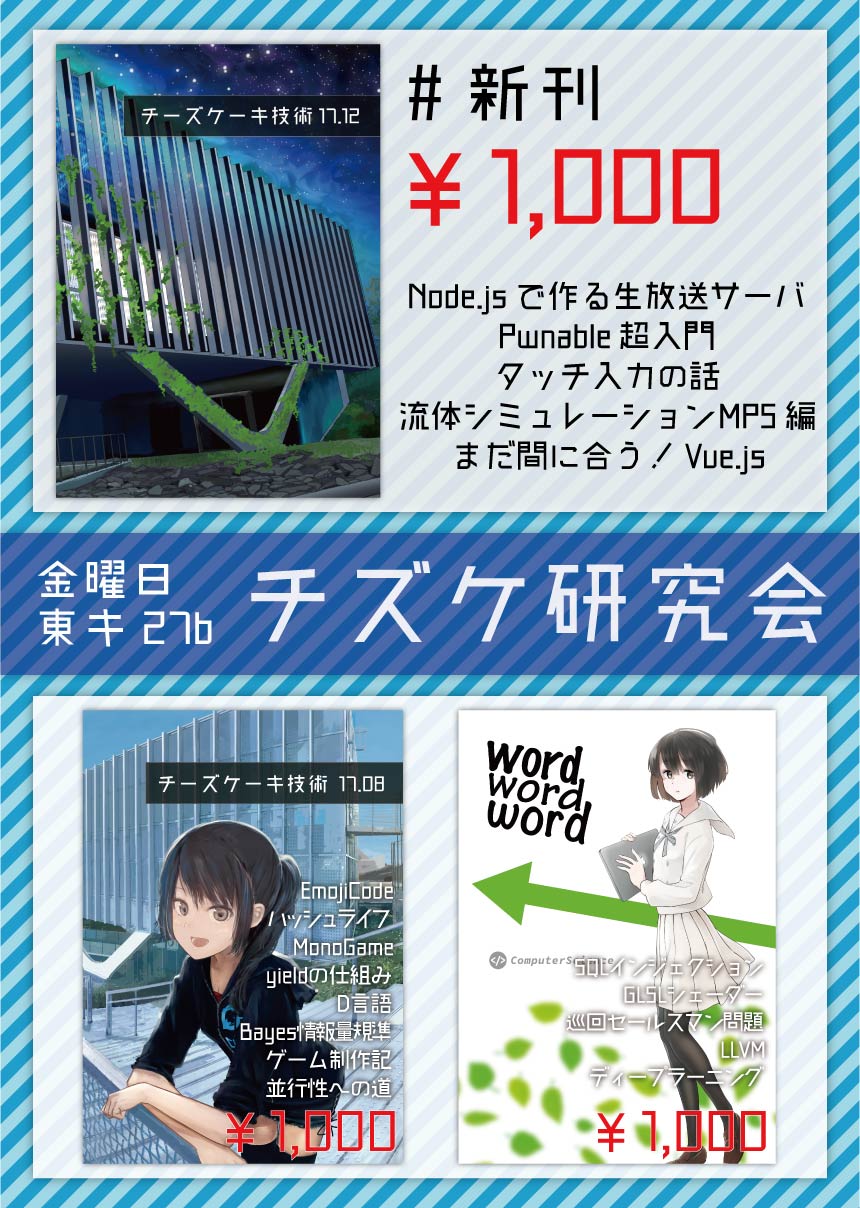 チーズケーキ技術 17.12
# 新刊
¥1,000
Node.jsで作る生放送サーバ
Pwnable 超入門
タッチ入力の話
流体シミュレーションMPS編
まだ間に合う！Vue.js
金曜日
東キ27b
チズケ研究会
チーズケーキ技術 17.08
EmojiCode
ハッシュライフ
MonoGame
yieldの仕組み
D言語
Bayes情報量規準
ゲーム制作記
並行性への道
¥1,000
word
word
word
</> ComputerScience
SQLインジェクション
GLSLシェーダー
巡回セールスマン問題
LLVM
ディープラーニング
¥1,000